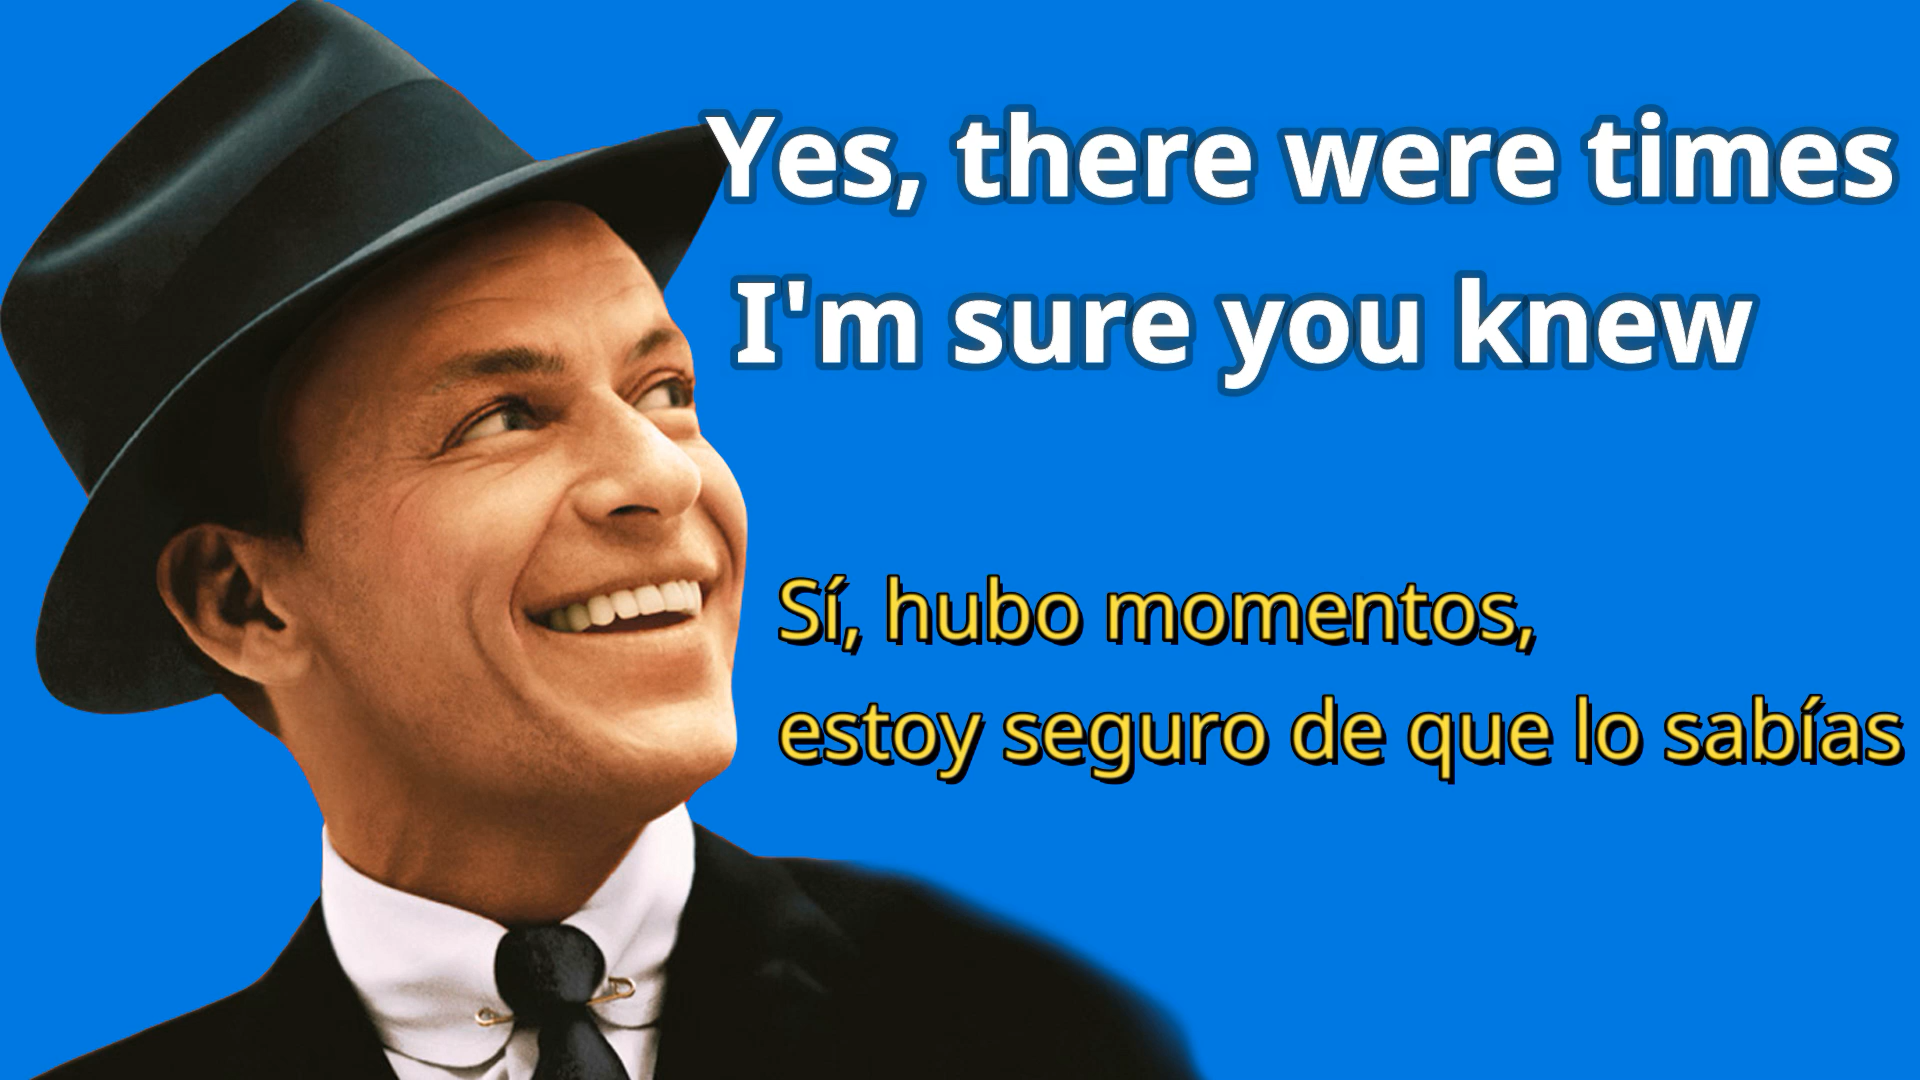 Yes, there were times
I'm sure you knew
Sí, hubo momentos,
estoy seguro de que lo sabías